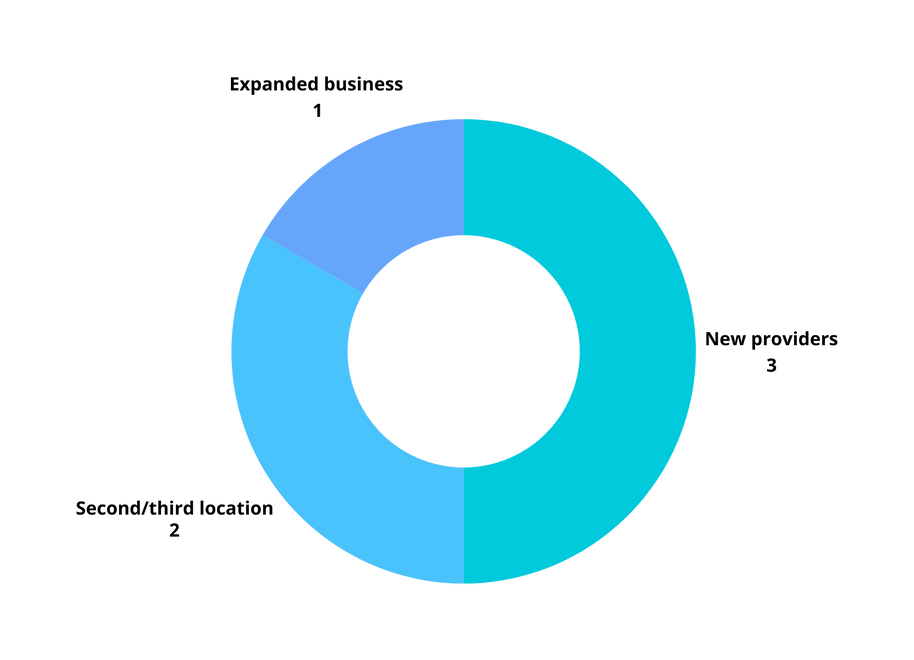 Expanded business
1
New providers
3
Second/third location
2